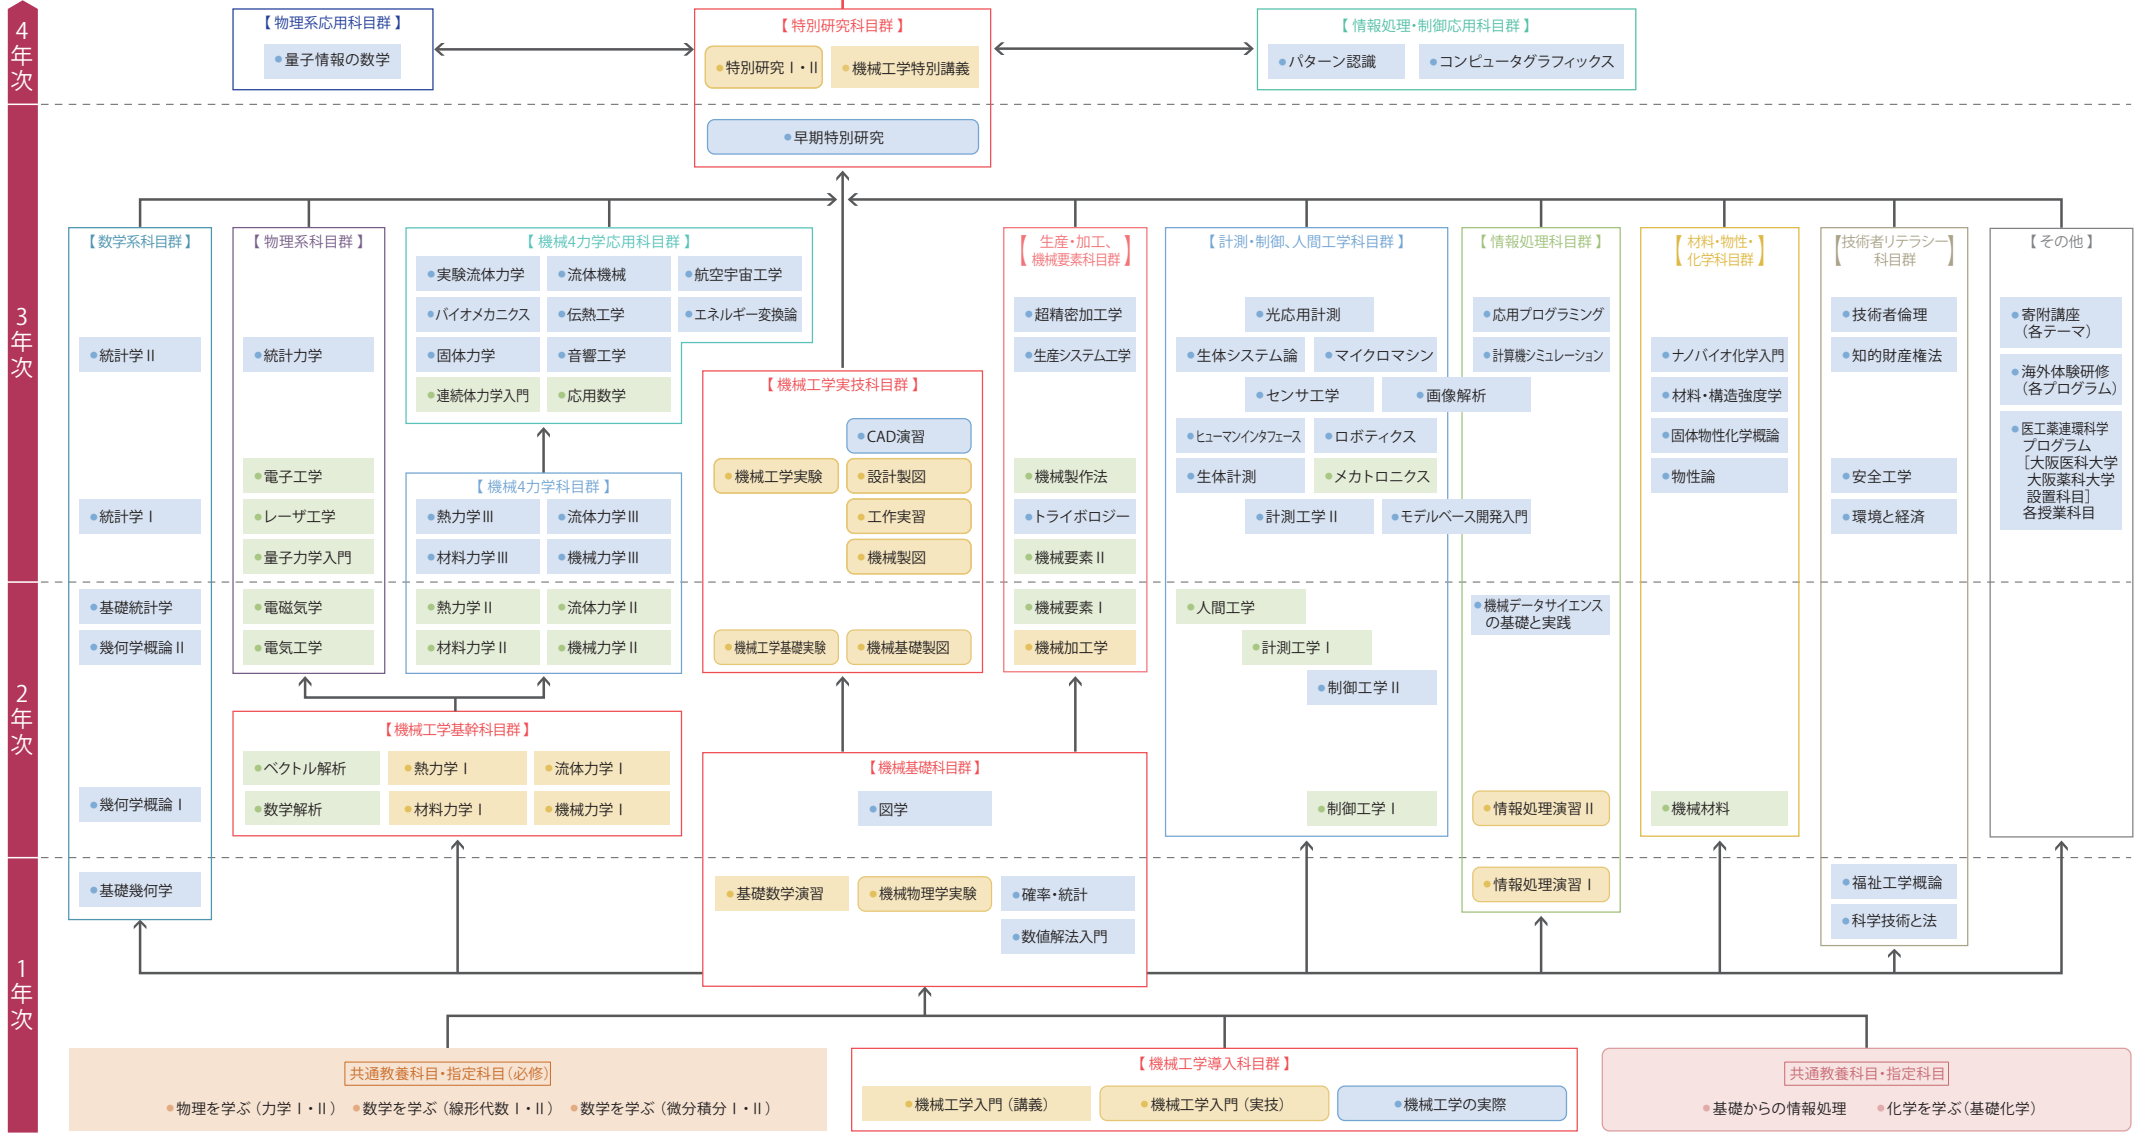 4年次
【 物理系応用科目群 】
●量子情報の数学
【 特別研究科目群 】
●特別研究Ⅰ・Ⅱ
●機械工学特別講義
【 情報処理・制御応用科目群 】
●パターン認識
●コンピュータグラフィックス
3年次
●早期特別研究
【 数学系科目群 】
●統計学Ⅱ
●統計学Ⅰ
【 物理系科目群 】
●統計力学
●電子工学
●レーザ工学
●量子力学入門
【 機械4力学応用科目群 】
●実験流体力学
●流体機械
●航空宇宙工学
●バイオメカニクス
●伝熱工学
●エネルギー変換論
●固体力学
●音響工学
●連続体力学入門
●応用数学
【 機械4力学科目群 】
●熱力学Ⅲ
●流体力学Ⅲ
●材料力学Ⅲ
●機械力学Ⅲ
【 機械工学実技科目群 】
●CAD演習
●機械工学実験
●設計製図
●工作実習
●機械製図
【 生産・加工、
機械要素科目群 】
●超精密加工学
●生産システム工学
●機械製作法
●トライボロジー
●機械要素Ⅱ
【 計測・制御、人間工学科目群 】
●光応用計測
●生体システム論
●マイクロマシン
●センサ工学
●画像解析
●ヒューマンインタフェース
●ロボティクス
●生体計測
●メカトロニクス
●計測工学Ⅱ
●モデルベース開発入門
【 情報処理科目群 】
●応用プログラミング
●計算機シミュレーション
【 材料・物性・
化学科目群 】
●ナノバイオ化学入門
●材料・構造強度学
●固体物性化学概論
●物性論
【 技術者リテラシー
科目群 】
●技術者倫理
●知的財産権法
●安全工学
●環境と経済
【 その他 】
●寄附講座
（各テーマ）
●海外体験研修
（各プログラム）
●医工薬連環科学
プログラム
［大阪医科大学
大阪薬科大学
設置科目］
各授業科目
2年次
●基礎統計学
●幾何学概論Ⅱ
●幾何学概論Ⅰ
●電磁気学
●電気工学
●熱力学Ⅱ
●流体力学Ⅱ
●材料力学Ⅱ
●機械力学Ⅱ
【 機械工学基幹科目群 】
●ベクトル解析
●熱力学Ⅰ
●流体力学Ⅰ
●数学解析
●材料力学Ⅰ
●機械力学Ⅰ
●機械工学基礎実験
●機械基礎製図
●機械要素Ⅰ
●機械加工学
【 機械基礎科目群 】
●図学
●人間工学
●計測工学Ⅰ
●制御工学Ⅱ
●制御工学Ⅰ
●機械データサイエンス
の基礎と実践
●情報処理演習Ⅱ
●機械材料
1年次
●基礎幾何学
●基礎数学演習
●機械物理学実験
●確率・統計
●数値解法入門
●情報処理演習Ⅰ
●福祉工学概論
●科学技術と法
共通教養科目・指定科目（必修）
●物理を学ぶ（力学Ⅰ・Ⅱ）　●数学を学ぶ（線形代数Ⅰ・Ⅱ）　●数学を学ぶ（微分積分Ⅰ・Ⅱ）
【 機械工学導入科目群 】
●機械工学入門（講義）
●機械工学入門（実技）
●機械工学の実際
共通教養科目・指定科目
●基礎からの情報処理　●化学を学ぶ（基礎化学）